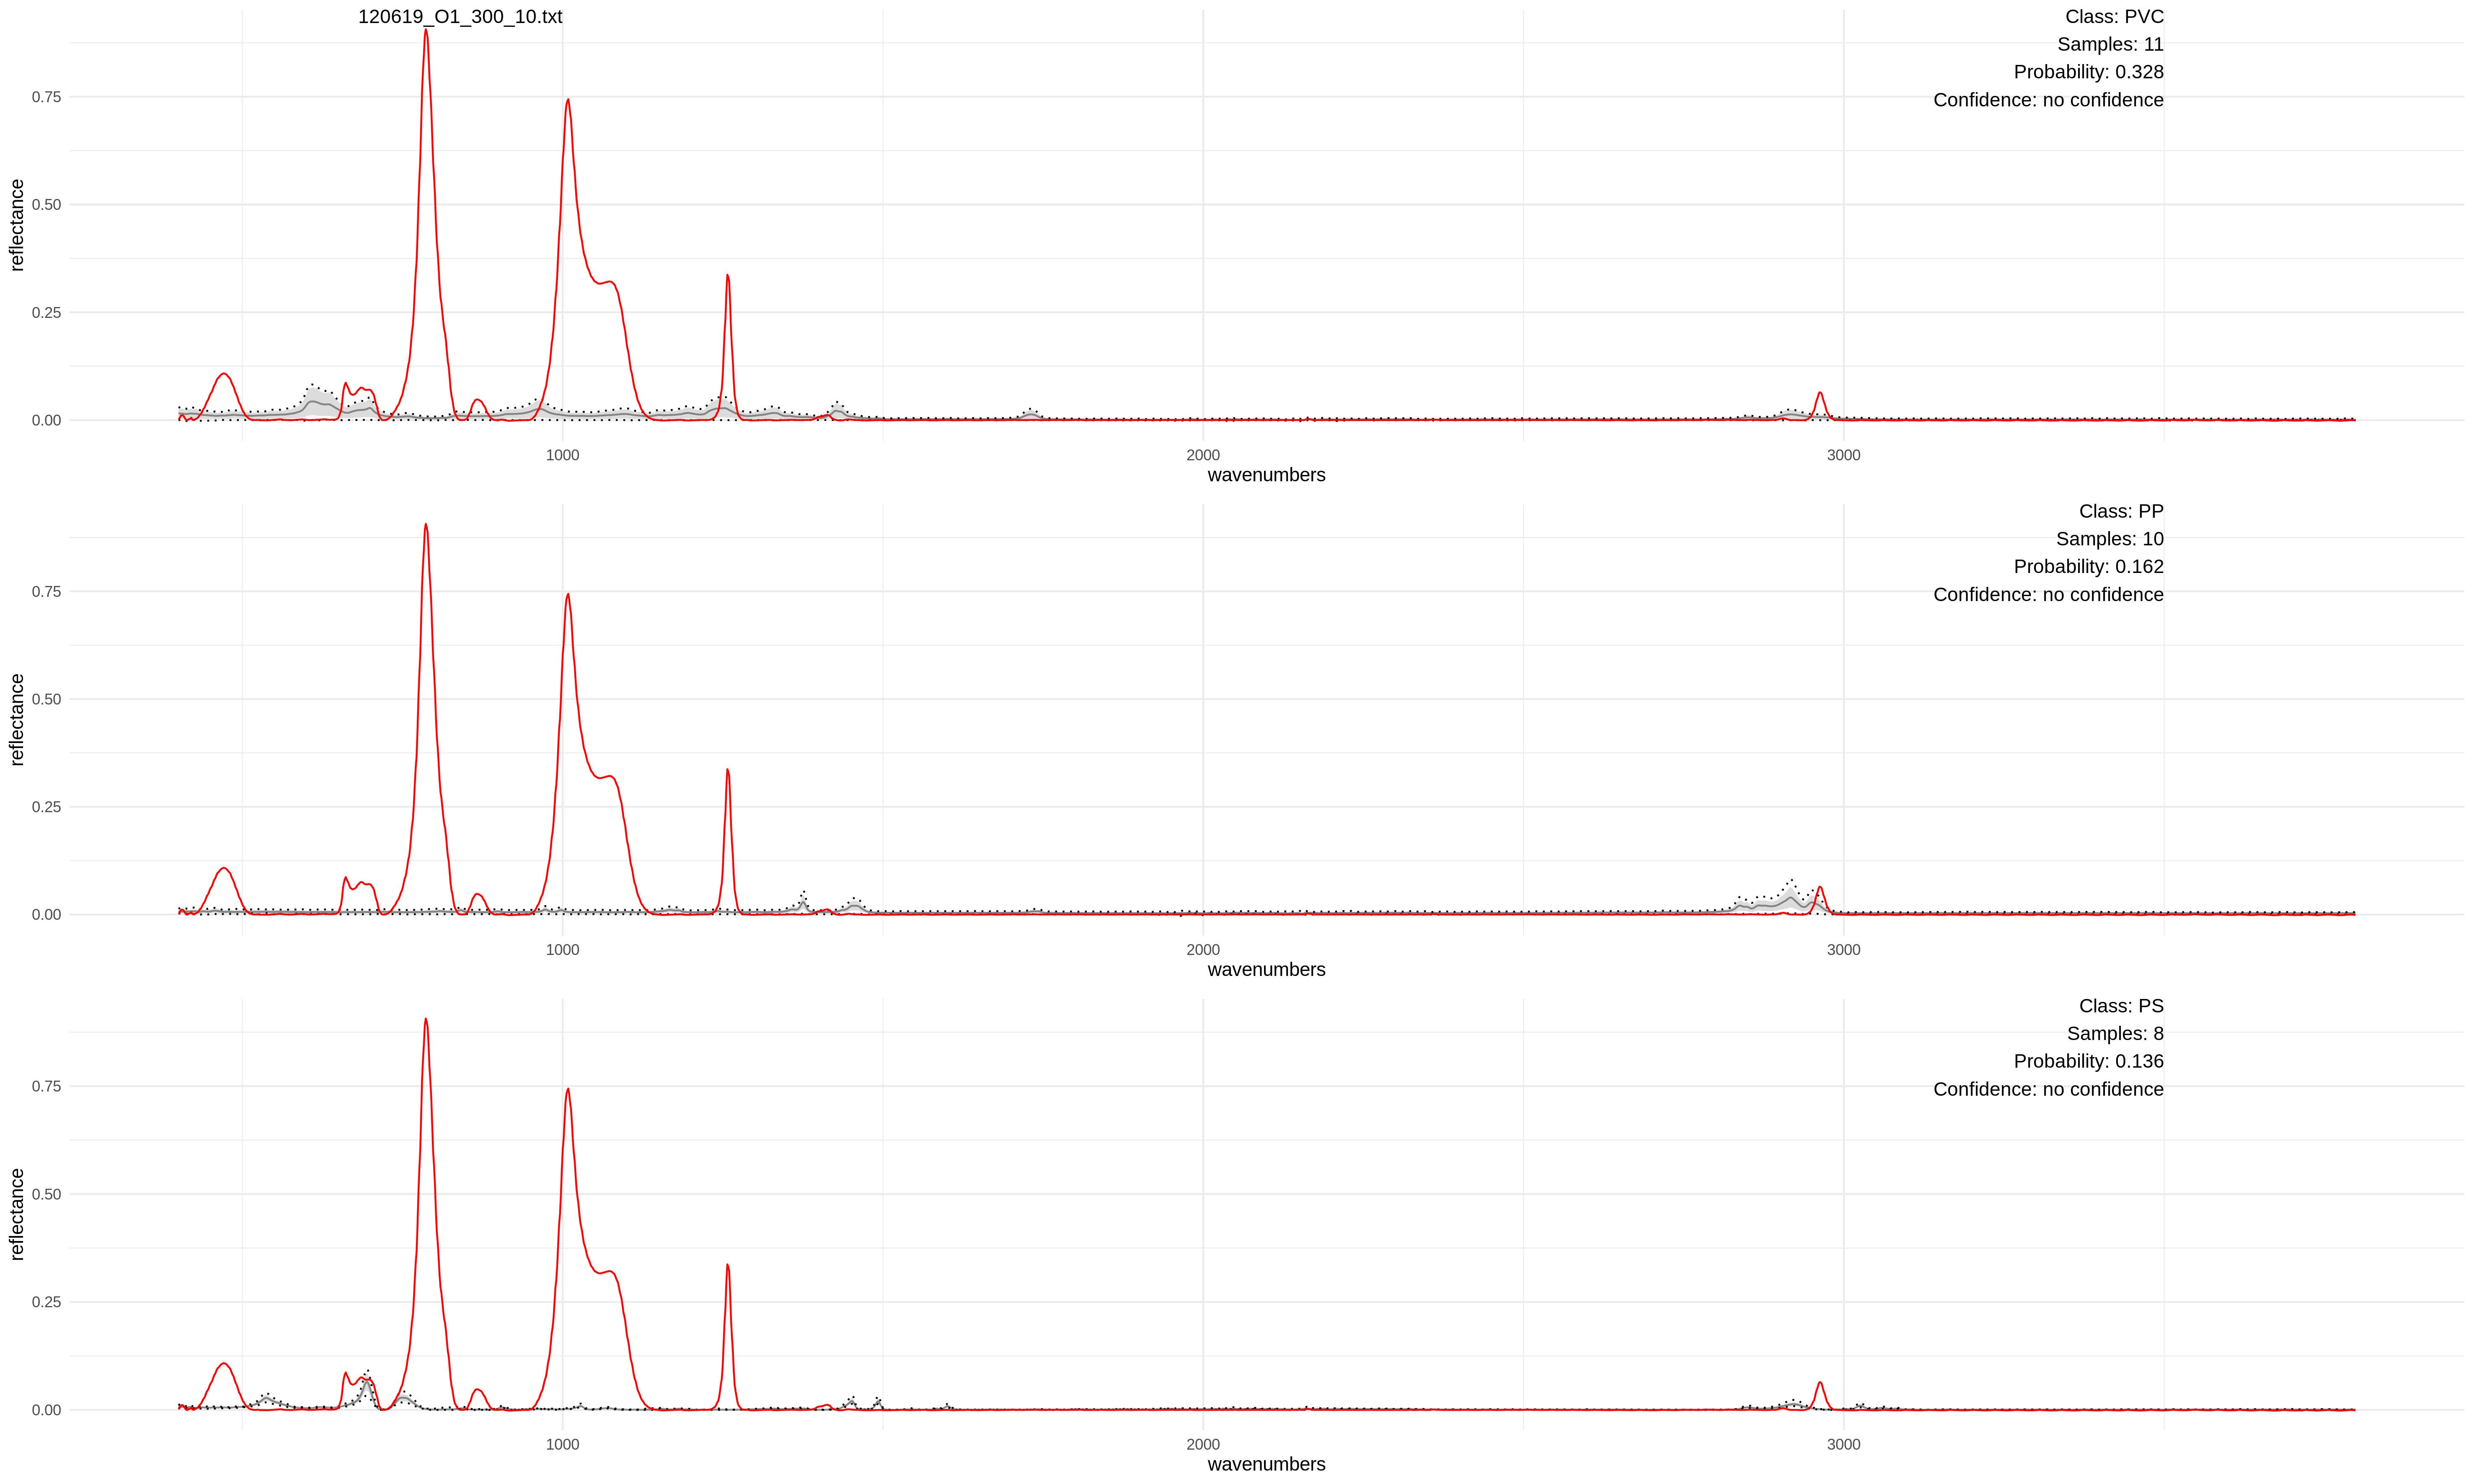 120619_O1_300_10.txt
Class: PVC
Samples: 11
Probability: 0.328
Confidence: no confidence
reflectance
0.75
0.50
0.25
0.00
1000
2000
3000
wavenumbers
Class: PP
Samples: 10
Probability: 0.162
Confidence: no confidence
reflectance
0.75
0.50
0.25
0.00
1000
2000
3000
wavenumbers
Class: PS
Samples: 8
Probability: 0.136
Confidence: no confidence
reflectance
0.75
0.50
0.25
0.00
1000
2000
3000
wavenumbers